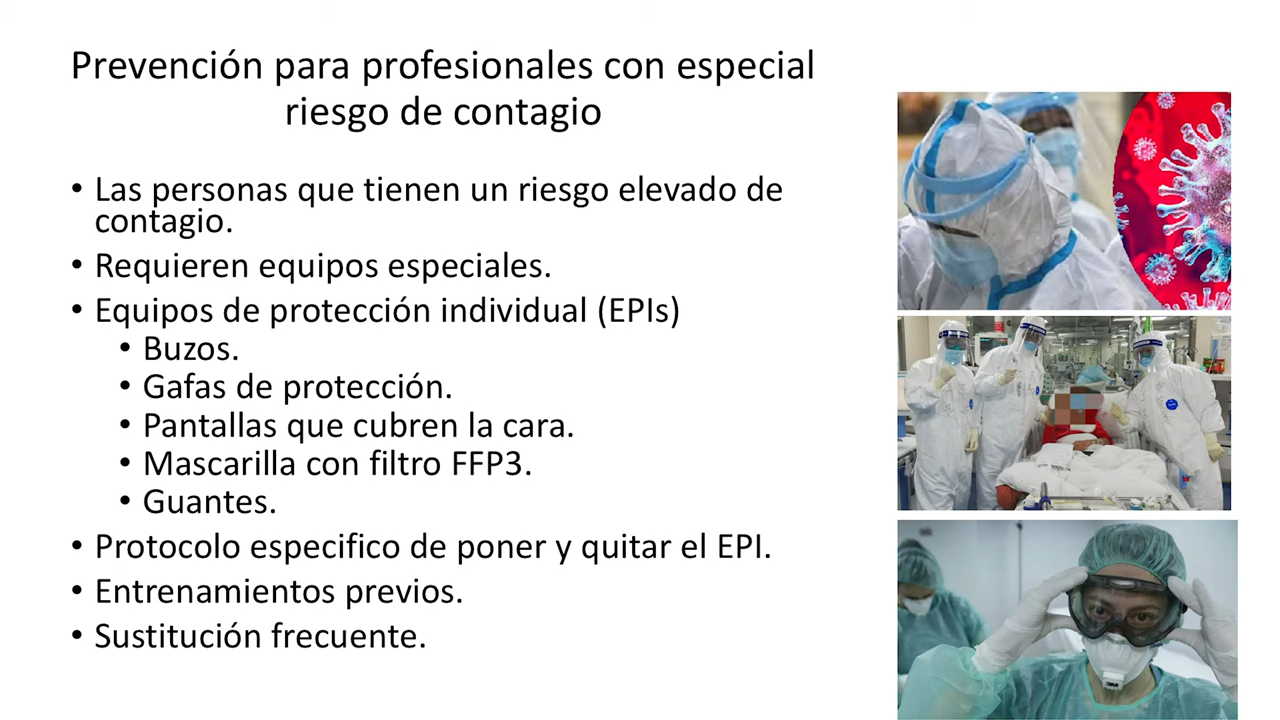 Prevención para profesionales con especial
riesgo de contagio
• Las personas que tienen un riesgo elevado de
contagio.
• Requieren equipos especiales.
• Equipos de protección individual (EPIs)
• Buzos.
• Gafas de protección.
• Pantallas que cubren la cara.
• Mascarilla con filtro FFP3.
• Guantes.
• Protocolo especifico de poner y quitar el EPI.
• Entrenamientos previos.
• Sustitución frecuente.
3M